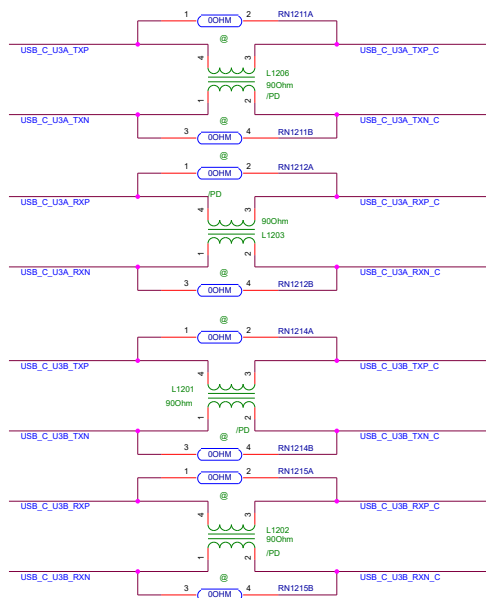 1 0OHM 2 RN1211A
@
USB_C_U3A_TXP USB_C_U3A_TXP_C
4 3
L1206
90Ohm
/PD
1 2
USB_C_U3A_TXN USB_C_U3A_TXN_C
3 0OHM 4 RN1211B
@
@
1 0OHM 2 RN1212A
/PD
USB_C_U3A_RXP USB_C_U3A_RXP_C
4 3
90Ohm
L1203
1 2
USB_C_U3A_RXN USB_C_U3A_RXN_C
@
3 0OHM 4 RN1212B
@
1 0OHM 2 RN1214A
USB_C_U3B_TXP USB_C_U3B_TXP_C
4 3
L1201
90Ohm
1 2
/PD
USB_C_U3B_TXN USB_C_U3B_TXN_C
@
3 0OHM 4 RN1214B
1 0OHM 2 RN1215A
@
USB_C_U3B_RXP USB_C_U3B_RXP_C
4 3
L1202
90Ohm
/PD
1 2
USB_C_U3B_RXN USB_C_U3B_RXN_C
@
3 0OHM 4 RN1215B